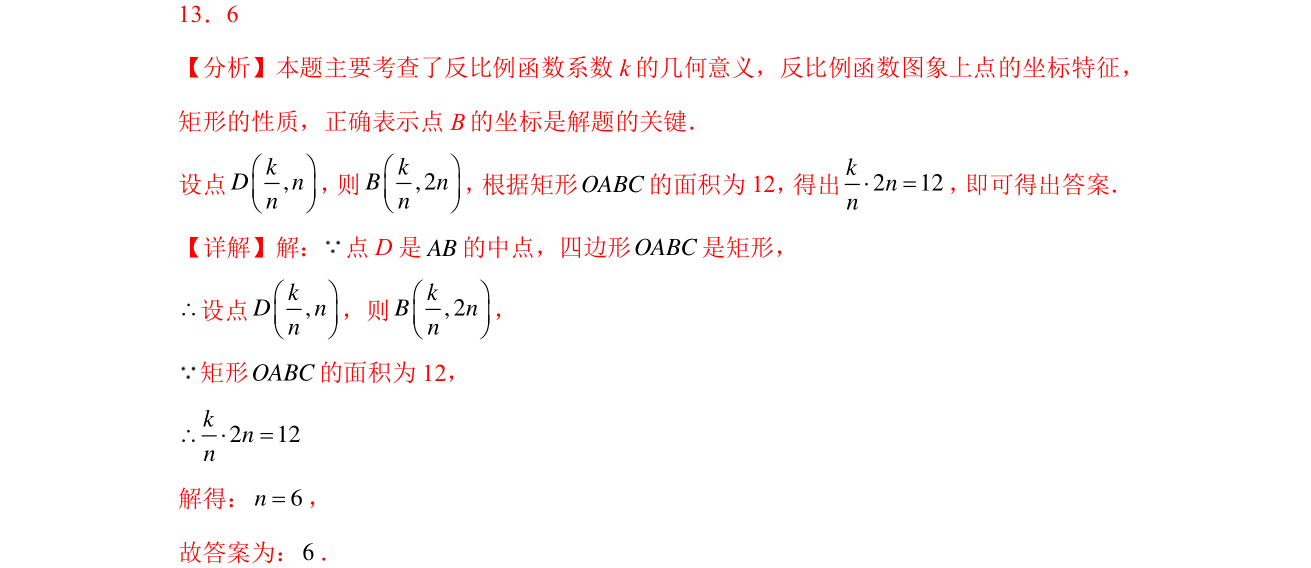 13．6
【分析】本题主要考查了反比例函数系数 k 的几何意义，反比例函数图象上点的坐标特征，
矩形的性质，正确表示点 B 的坐标是解题的关键．
设点 D(k/n, n)，则 B(k/n, 2n)，根据矩形 OABC 的面积为 12，得出 k/n · 2n = 12，即可得出答案．
【详解】解：∵点 D 是 AB 的中点，四边形 OABC 是矩形，
∴设点 D(k/n, n)，则 B(k/n, 2n)，
∵矩形 OABC 的面积为 12，
∴ k/n · 2n = 12
解得：n = 6，
故答案为：6．